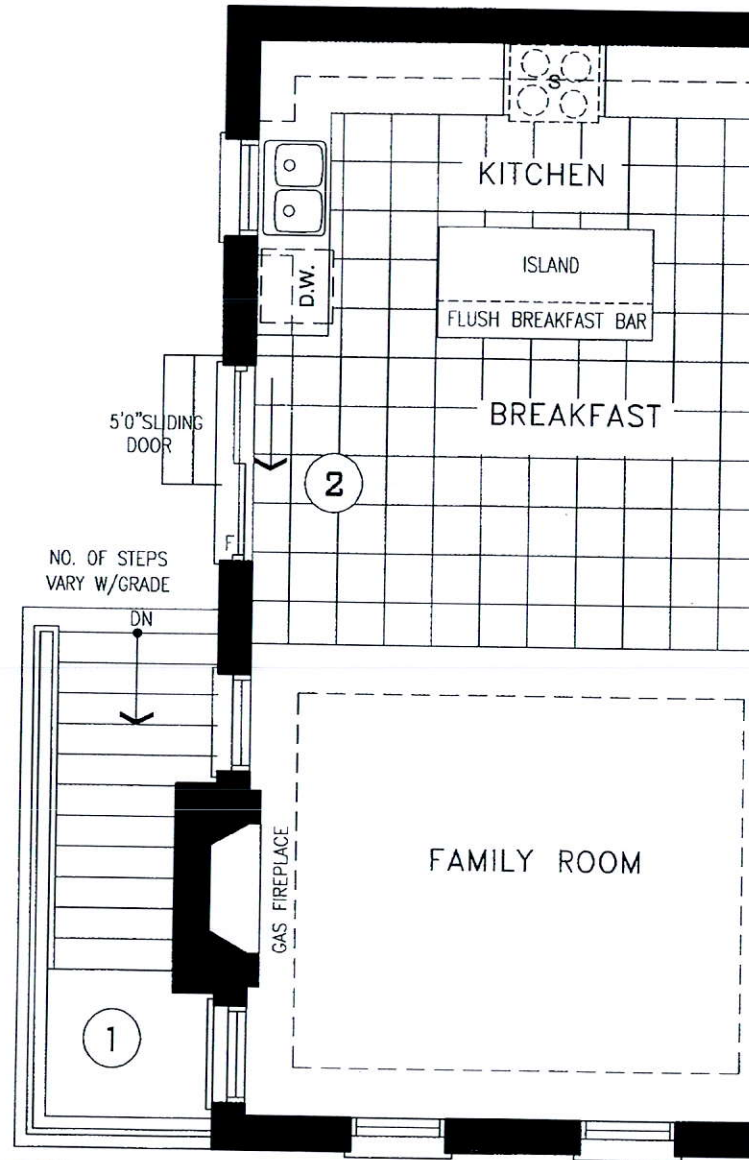 S
KITCHEN
ISLAND
D.W.
FLUSH BREAKFAST BAR
BREAKFAST
5'0"SLIDING
DOOR
2
F
NO. OF STEPS
VARY W/GRADE
DN
FAMILY ROOM
GAS FIREPLACE
1